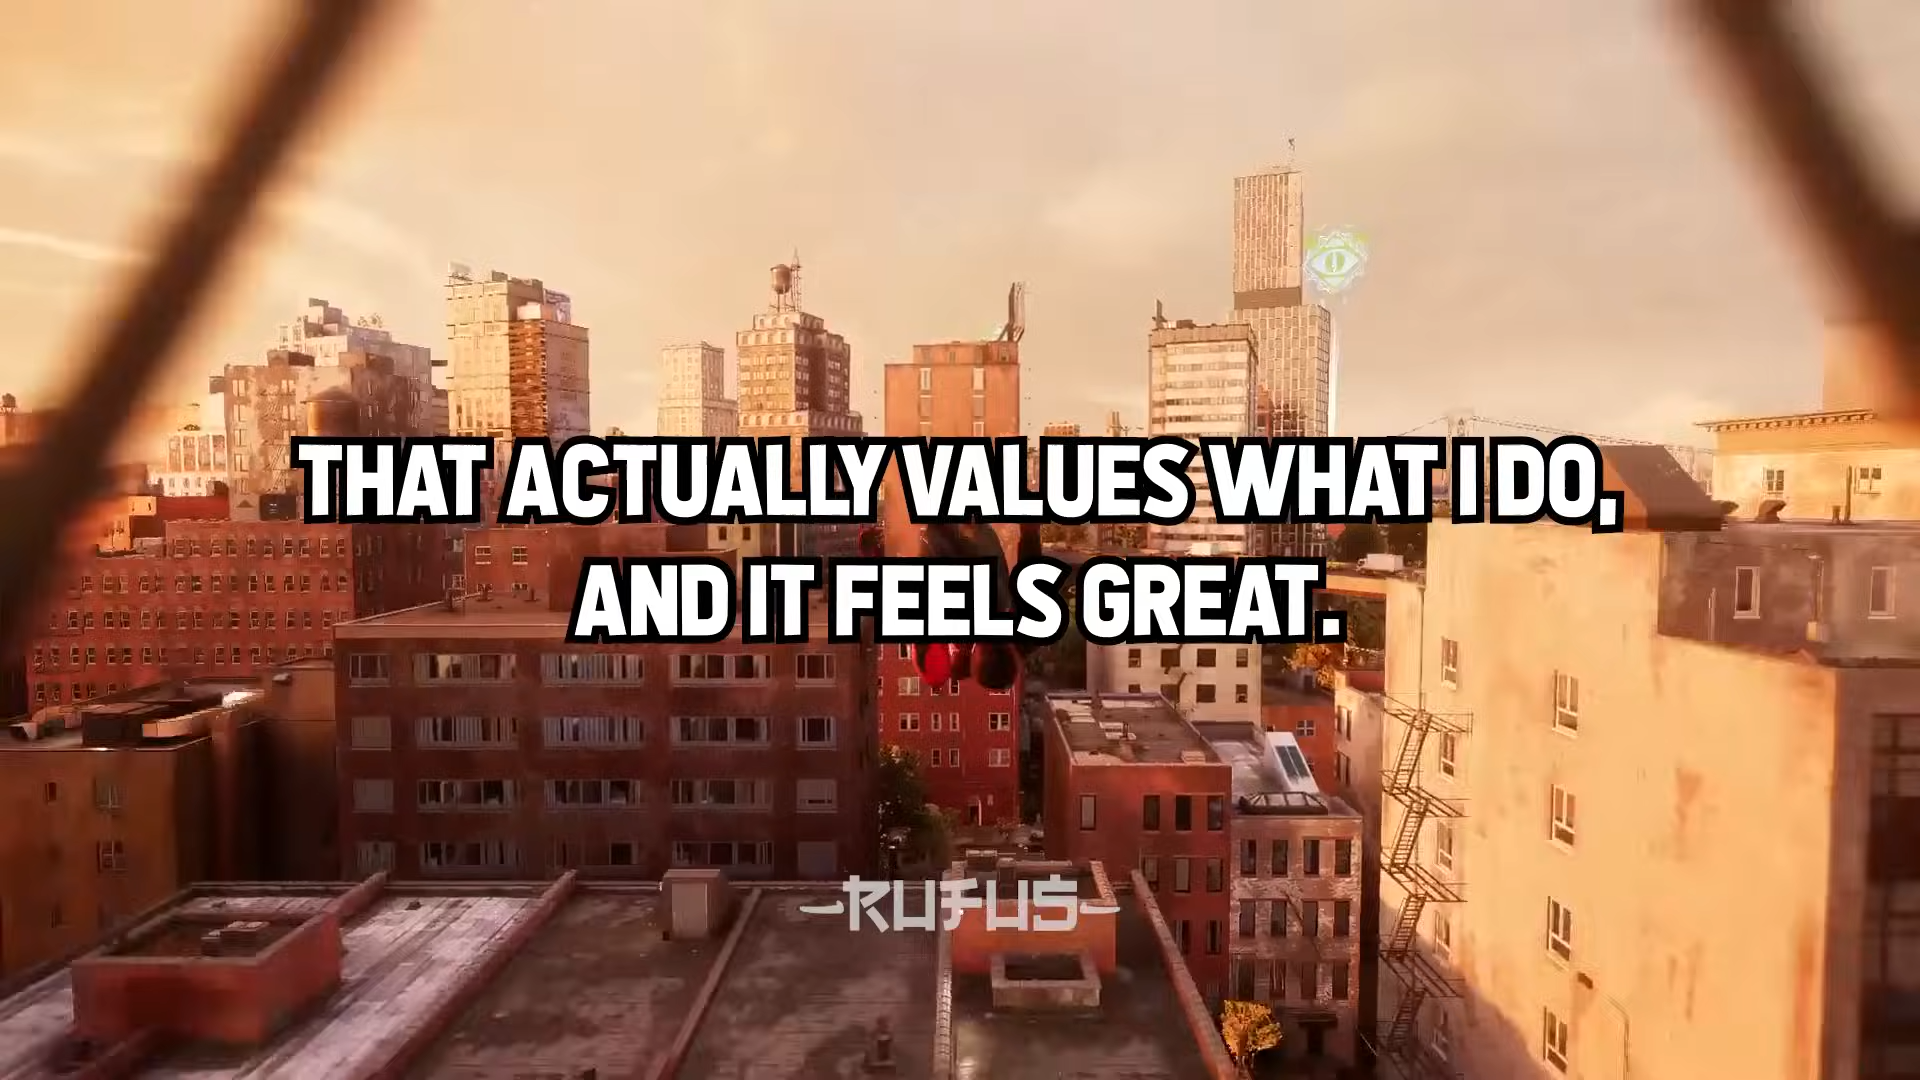 THAT ACTUALLY VALUES WHAT I DO,
AND IT FEELS GREAT.
-RUFUS-